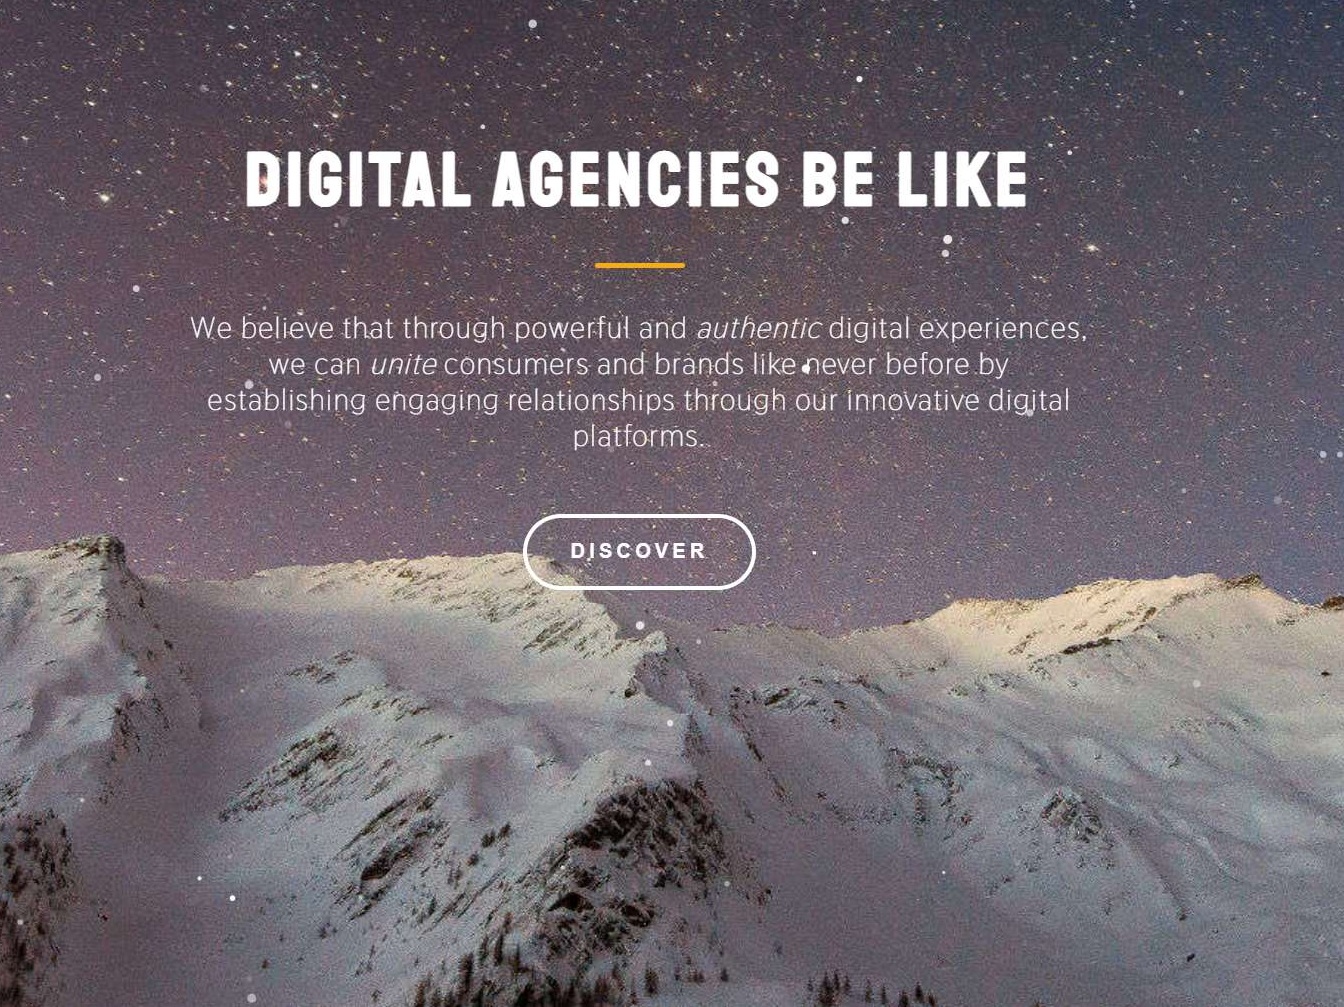 DIGITAL AGENCIES BE LIKE
We believe that through powerful and authentic digital experiences,
we can unite consumers and brands like never before by
establishing engaging relationships through our innovative digital
platforms.
DISCOVER